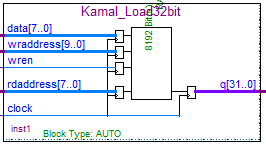 Kamal_Load32bit
data[7..0]
wraddress[9..0]
wren
8192 Bit
rdaddress[7..0]
q[31..0]
clock
inst1
Block Type: AUTO